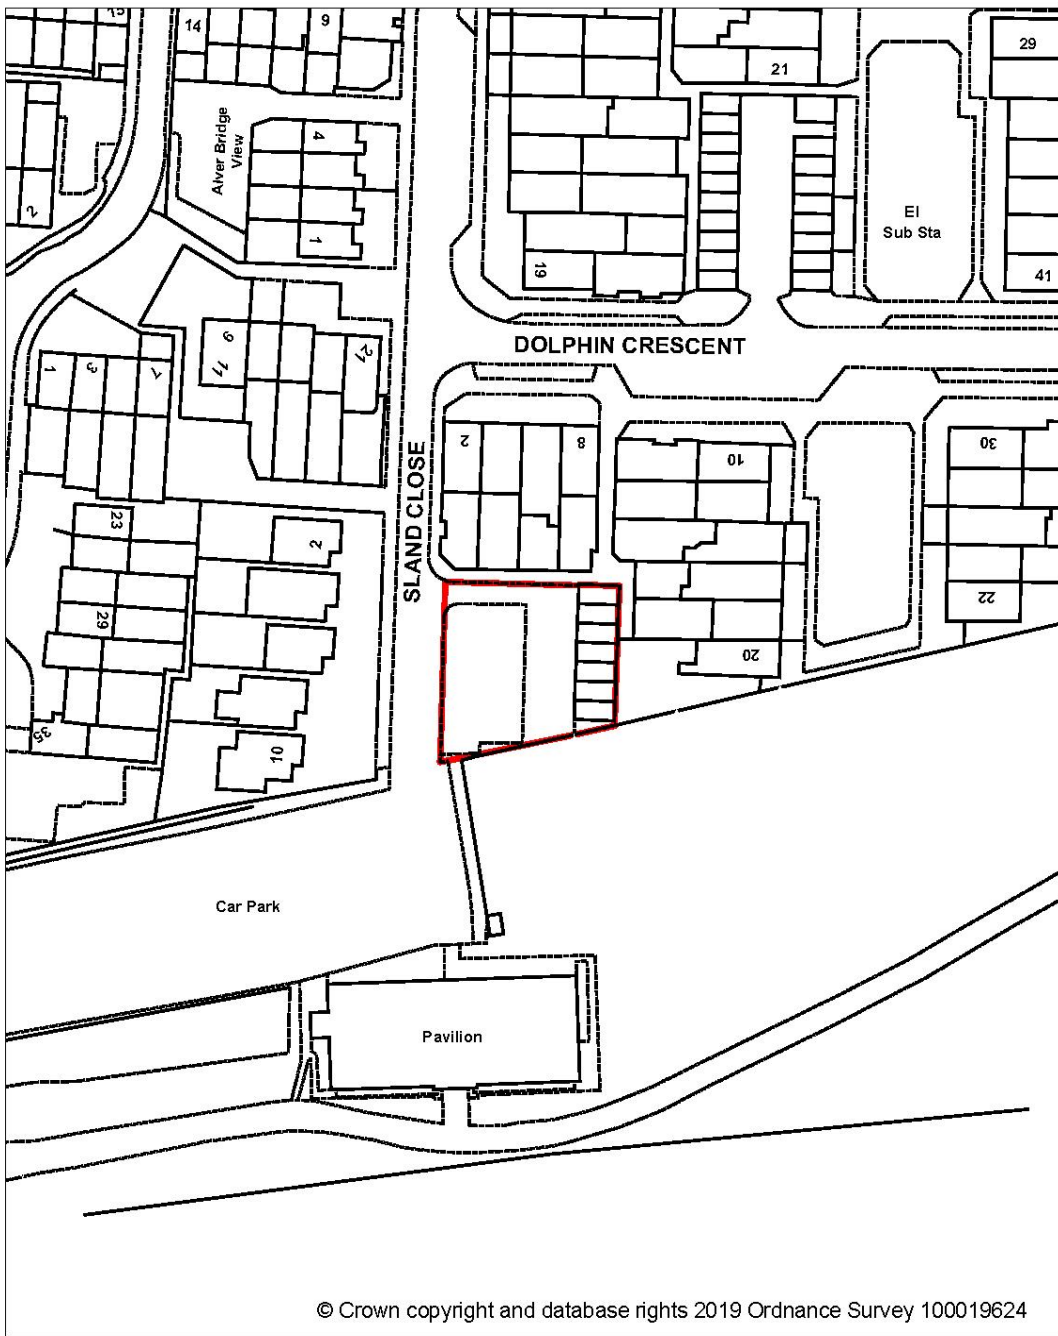 14
9
21
29
Alver Bridge
View
4
1
2
El
Sub Sta
19
41
DOLPHIN CRESCENT
1
3
7
9
11
21
2
8
10
30
SLAND CLOSE
23
2
29
22
20
35
10
Car Park
Pavilion
© Crown copyright and database rights 2019 Ordnance Survey 100019624